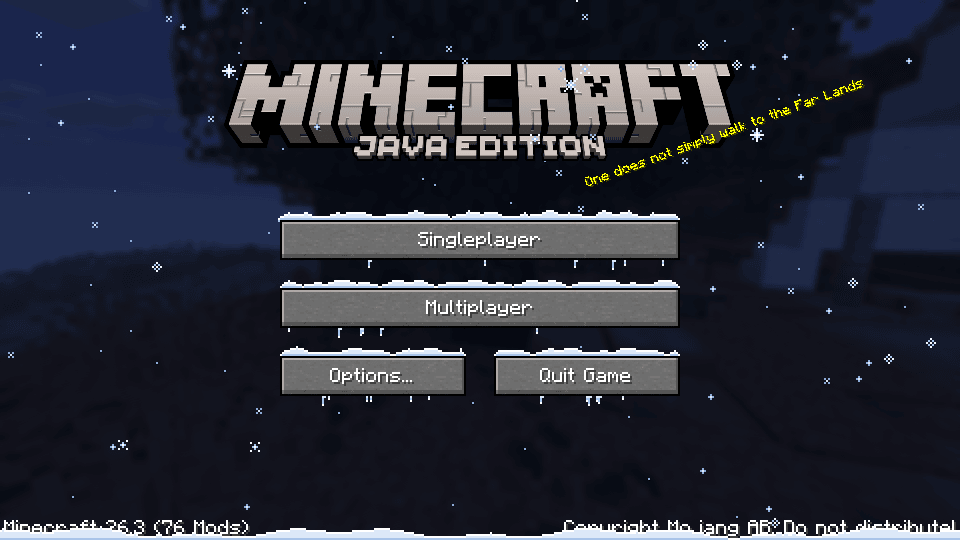 MINECRAFT
JAVA EDITION
One does not simply walk to the Far Lands
Singleplayer
Multiplayer
Options...
Quit Game
Minecraft 26.3 (76 Mods)
Copyright Mojang AB. Do not distribute!